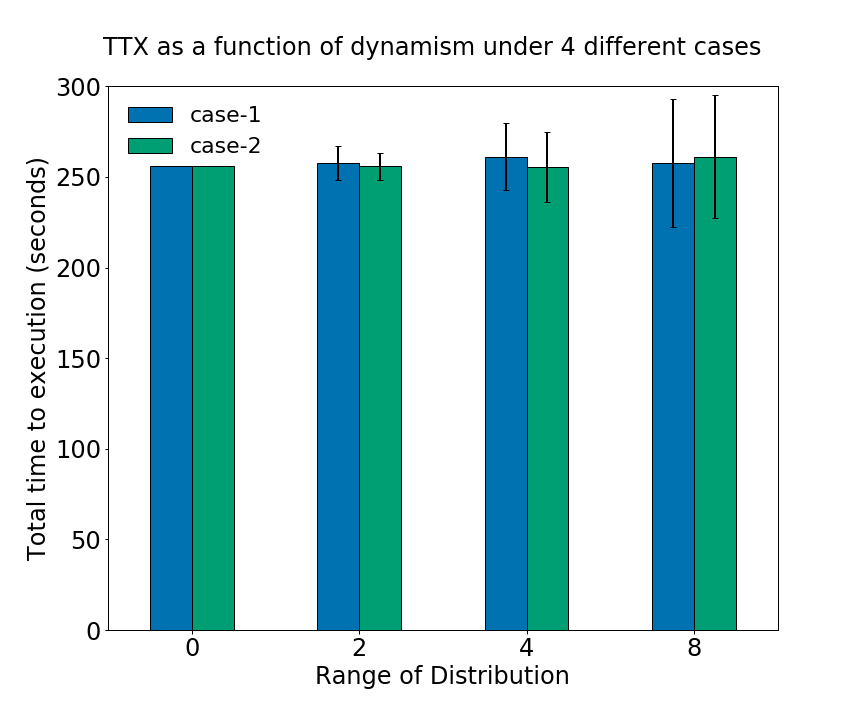 TTX as a function of dynamism under 4 different cases
300
250
200
150
100
50
0
Total time to execution (seconds)
case-1
case-2
0 2 4 8
Range of Distribution